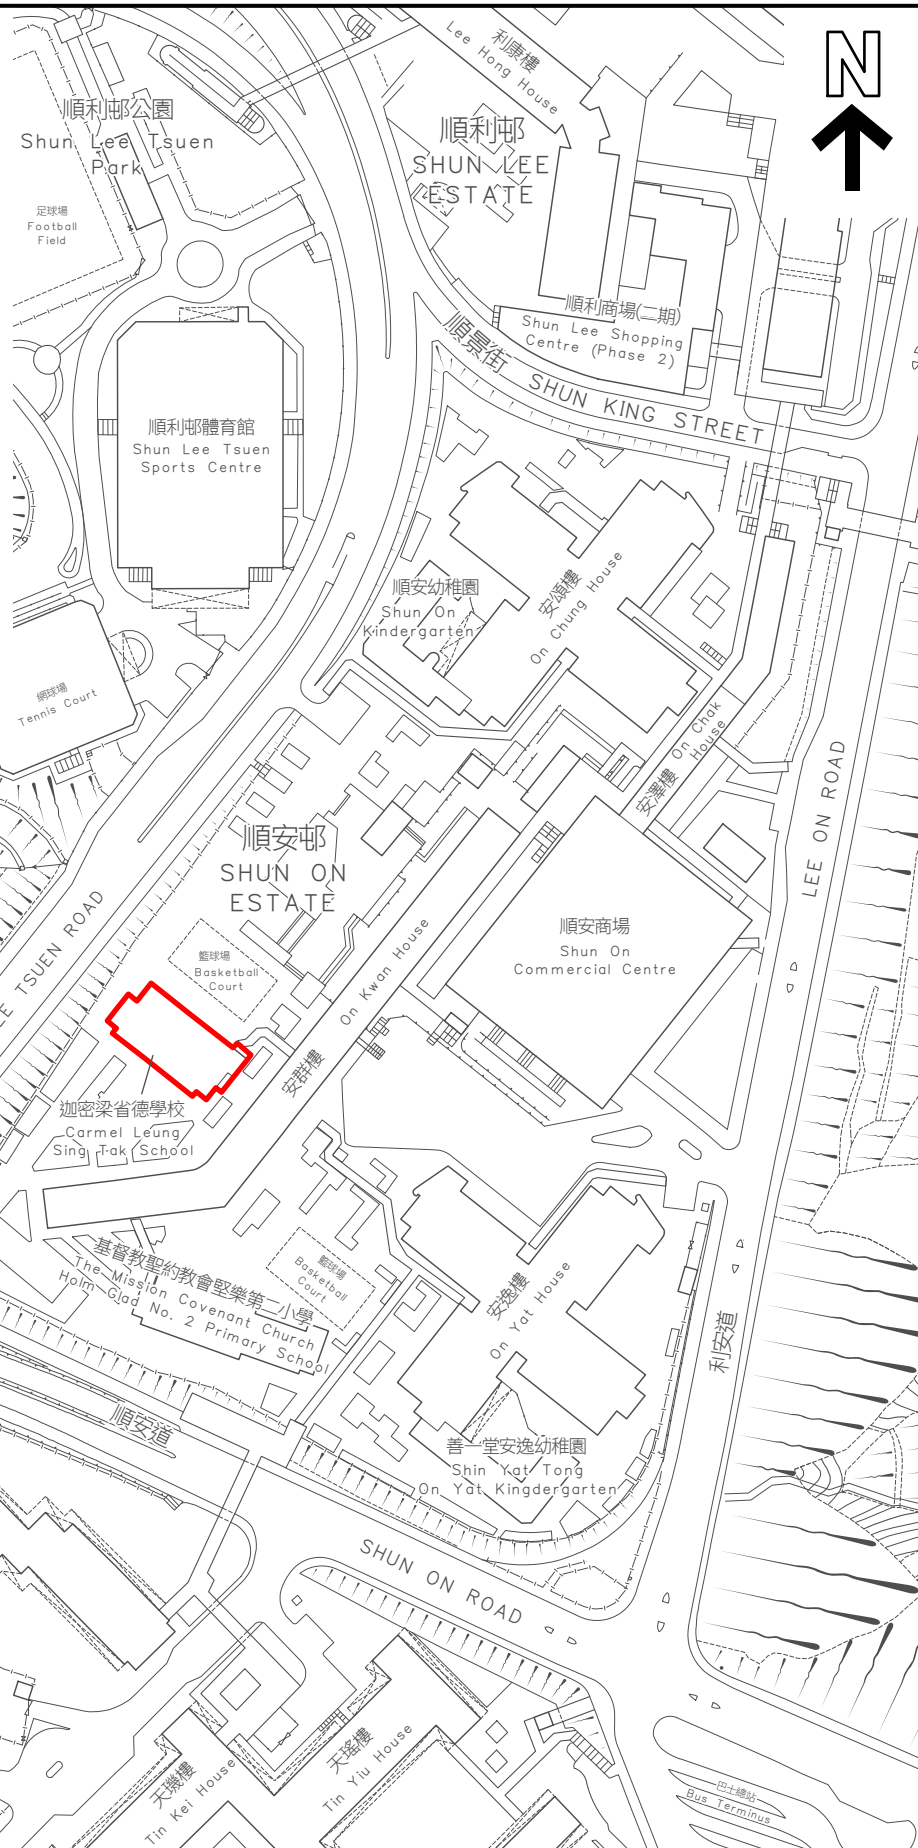 N
利康樓
Lee Hong House
順利邨公園
Shun Lee Tsuen
Park
順利邨
SHUN LEE
ESTATE
足球場
Football
Field
順利商場(二期)
Shun Lee Shopping
Centre (Phase 2)
順景街 SHUN KING STREET
順利邨體育館
Shun Lee Tsuen
Sports Centre
順安幼稚園
Shun On
Kindergarten
安頌樓
On Chung House
網球場
Tennis Court
安澤樓 On Chak
House
LEE ON ROAD
順安邨
SHUN ON
ESTATE
順安商場
Shun On
Commercial Centre
籃球場
Basketball
Court
安群樓 On Kwan House
EE TSUEN ROAD
迦密梁省德學校
Carmel Leung
Sing Tak School
基督教聖約教會堅樂第二小學
The Mission Covenant Church
Holm Glad No. 2 Primary School
籃球場
Basketball
Court
安逸樓
On Yat House
利安道
順安道
善一堂安逸幼稚園
Shin Yat Tong
On Yat Kingdergarten
SHUN ON ROAD
天璣樓
Tin Kei House
天瑤樓
Tin Yiu House
巴士總站
Bus Terminus